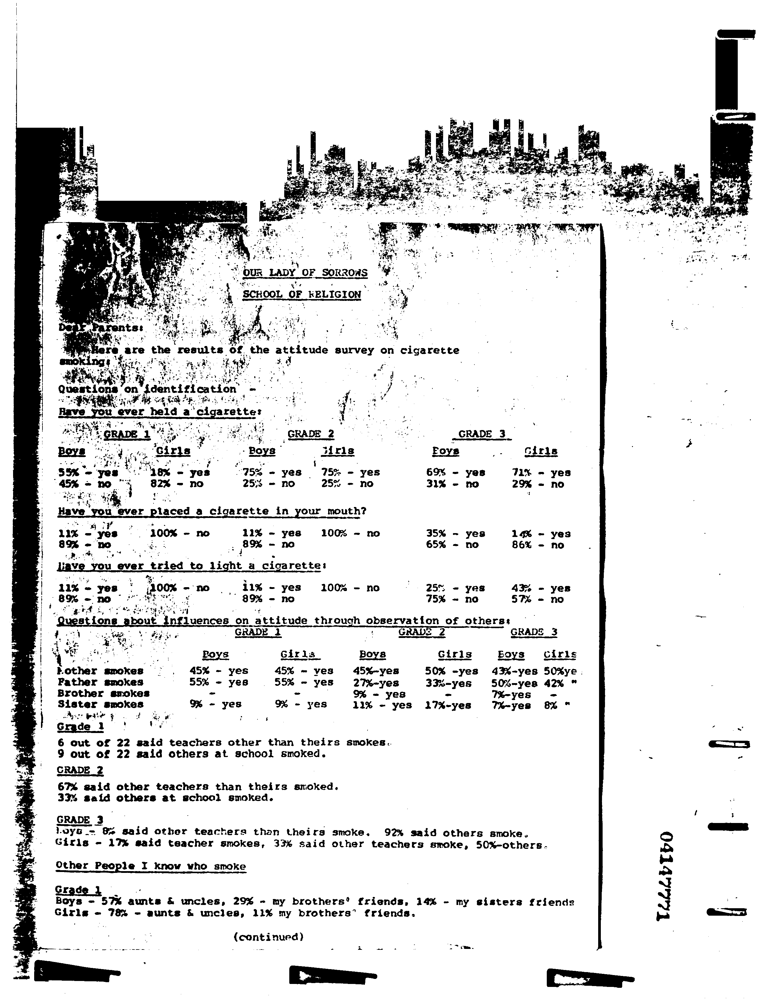 OUR LADY OF SORROWS
SCHOOL OF RELIGION
Dear Parents:
Here are the results of the attitude survey on cigarette
smoking:
Questions on identification -
Have you ever held a cigarette:
GRADE 1 GRADE 2 GRADE 3
Boys Girls Boys Girls Boys Girls
55% - yes 18% - yes 75% - yes 75% - yes 69% - yes 71% - yes
45% - no 82% - no 25% - no 25% - no 31% - no 29% - no
Have you ever placed a cigarette in your mouth?
11% - yes 100% - no 11% - yes 100% - no 35% - yes 14% - yes
89% - no 89% - no 65% - no 86% - no
Have you ever tried to light a cigarette:
11% - yes 100% - no 11% - yes 100% - no 25% - yes 43% - yes
89% - no 89% - no 75% - no 57% - no
Questions about influences on attitude through observation of others:
GRADE 1 GRADE 2 GRADE 3
Boys Girls Boys Girls Boys Girls
Mother smokes 45% - yes 45% - yes 45%-yes 50% -yes 43%-yes 50%ye
Father smokes 55% - yes 55% - yes 27%-yes 33%-yes 50%-yes 42% "
Brother smokes - - 9% - yes 7%-yes -
Sister smokes 9% - yes 9% - yes 11% - yes 17%-yes 7%-yes 8% "
Grade 1
6 out of 22 said teachers other than theirs smokes.
9 out of 22 said others at school smoked.
GRADE 2
67% said other teachers than theirs smoked.
33% said others at school smoked.
GRADE 3
Boys - 8% said other teachers than theirs smoke. 92% said others smoke.
Girls - 17% said teacher smokes, 33% said other teachers smoke, 50%-others.
Other People I know who smoke
Grade 1
Boys - 57% aunts & uncles, 29% - my brothers' friends, 14% - my sisters friends
Girls - 78% - aunts & uncles, 11% my brothers' friends.
(continued)
04147771